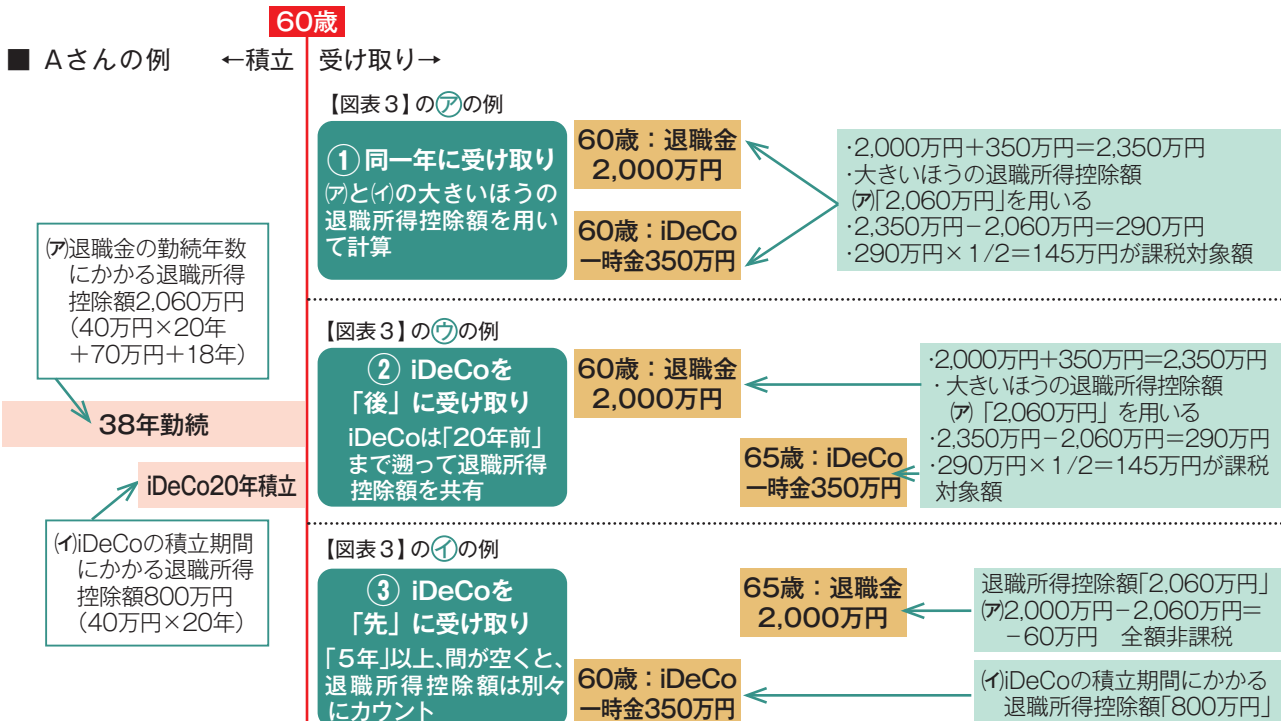 60歳
■ Aさんの例 ←積立 受け取り→
【図表3】の㋐の例
① 同一年に受け取り
㈎と㈏の大きいほうの
退職所得控除額を用い
て計算
60歳：退職金
2,000万円
60歳：iDeCo
一時金350万円
·2,000万円＋350万円＝2,350万円
·大きいほうの退職所得控除額
(ア)「2,060万円」を用いる
·2,350万円－2,060万円＝290万円
·290万円×1/2＝145万円が課税対象額
(ア)退職金の勤続年数
にかかる退職所得
控除額2,060万円
（40万円×20年
＋70万円＋18年）
38年勤続
iDeCo20年積立
(イ)iDeCoの積立期間
にかかる退職所得
控除額800万円
（40万円×20年）
【図表3】の㋒の例
② iDeCoを
「後」に受け取り
iDeCoは「20年前」
まで遡って退職所得
控除額を共有
60歳：退職金
2,000万円
65歳：iDeCo
一時金350万円
·2,000万円＋350万円＝2,350万円
·大きいほうの退職所得控除額
(ア)「2,060万円」を用いる
·2,350万円－2,060万円＝290万円
·290万円×1/2＝145万円が課税
対象額
【図表3】の㋑の例
③ iDeCoを
「先」に受け取り
「5年」以上、間が空くと、
退職所得控除額は別々
にカウント
65歳：退職金
2,000万円
60歳：iDeCo
一時金350万円
退職所得控除額「2,060万円」
(ア)2,000万円－2,060万円＝
－60万円 全額非課税
(イ)iDeCoの積立期間にかかる
退職所得控除額「800万円」